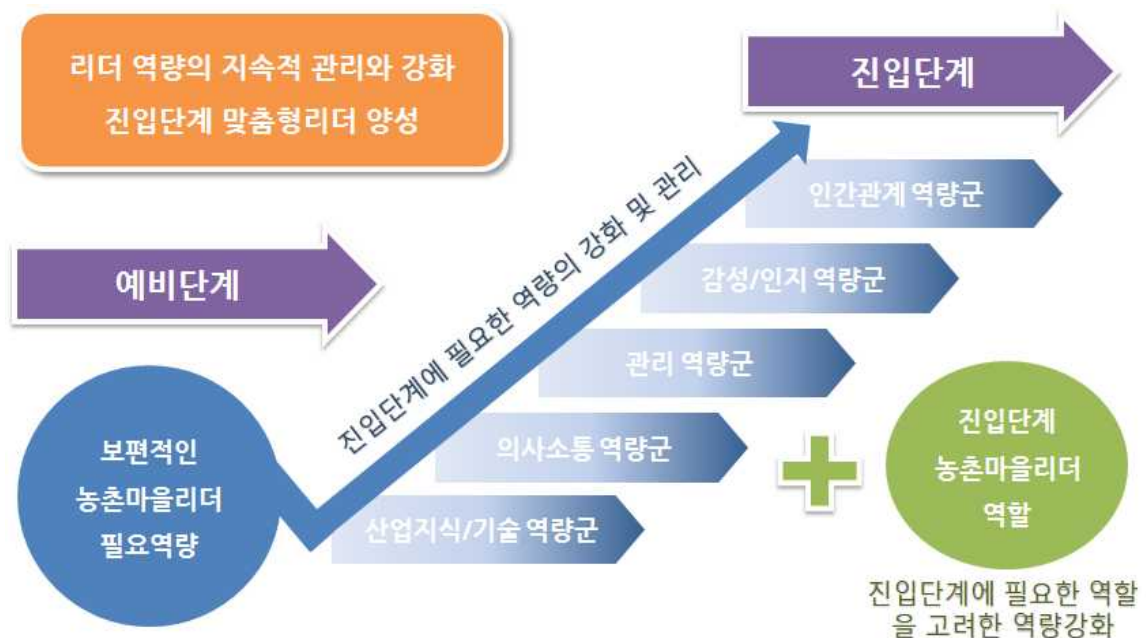 리더 역량의 지속적 관리와 강화
진입단계 맞춤형리더 양성
진입단계
예비단계
진입단계에 필요한 역량의 강화 및 관리
인간관계 역량군
감성/인지 역량군
관리 역량군
의사소통 역량군
산업지식/기술 역량군
보편적인
농촌마을리더
필요역량
진입단계
농촌마을리더
역할
진입단계에 필요한 역할
을 고려한 역량강화